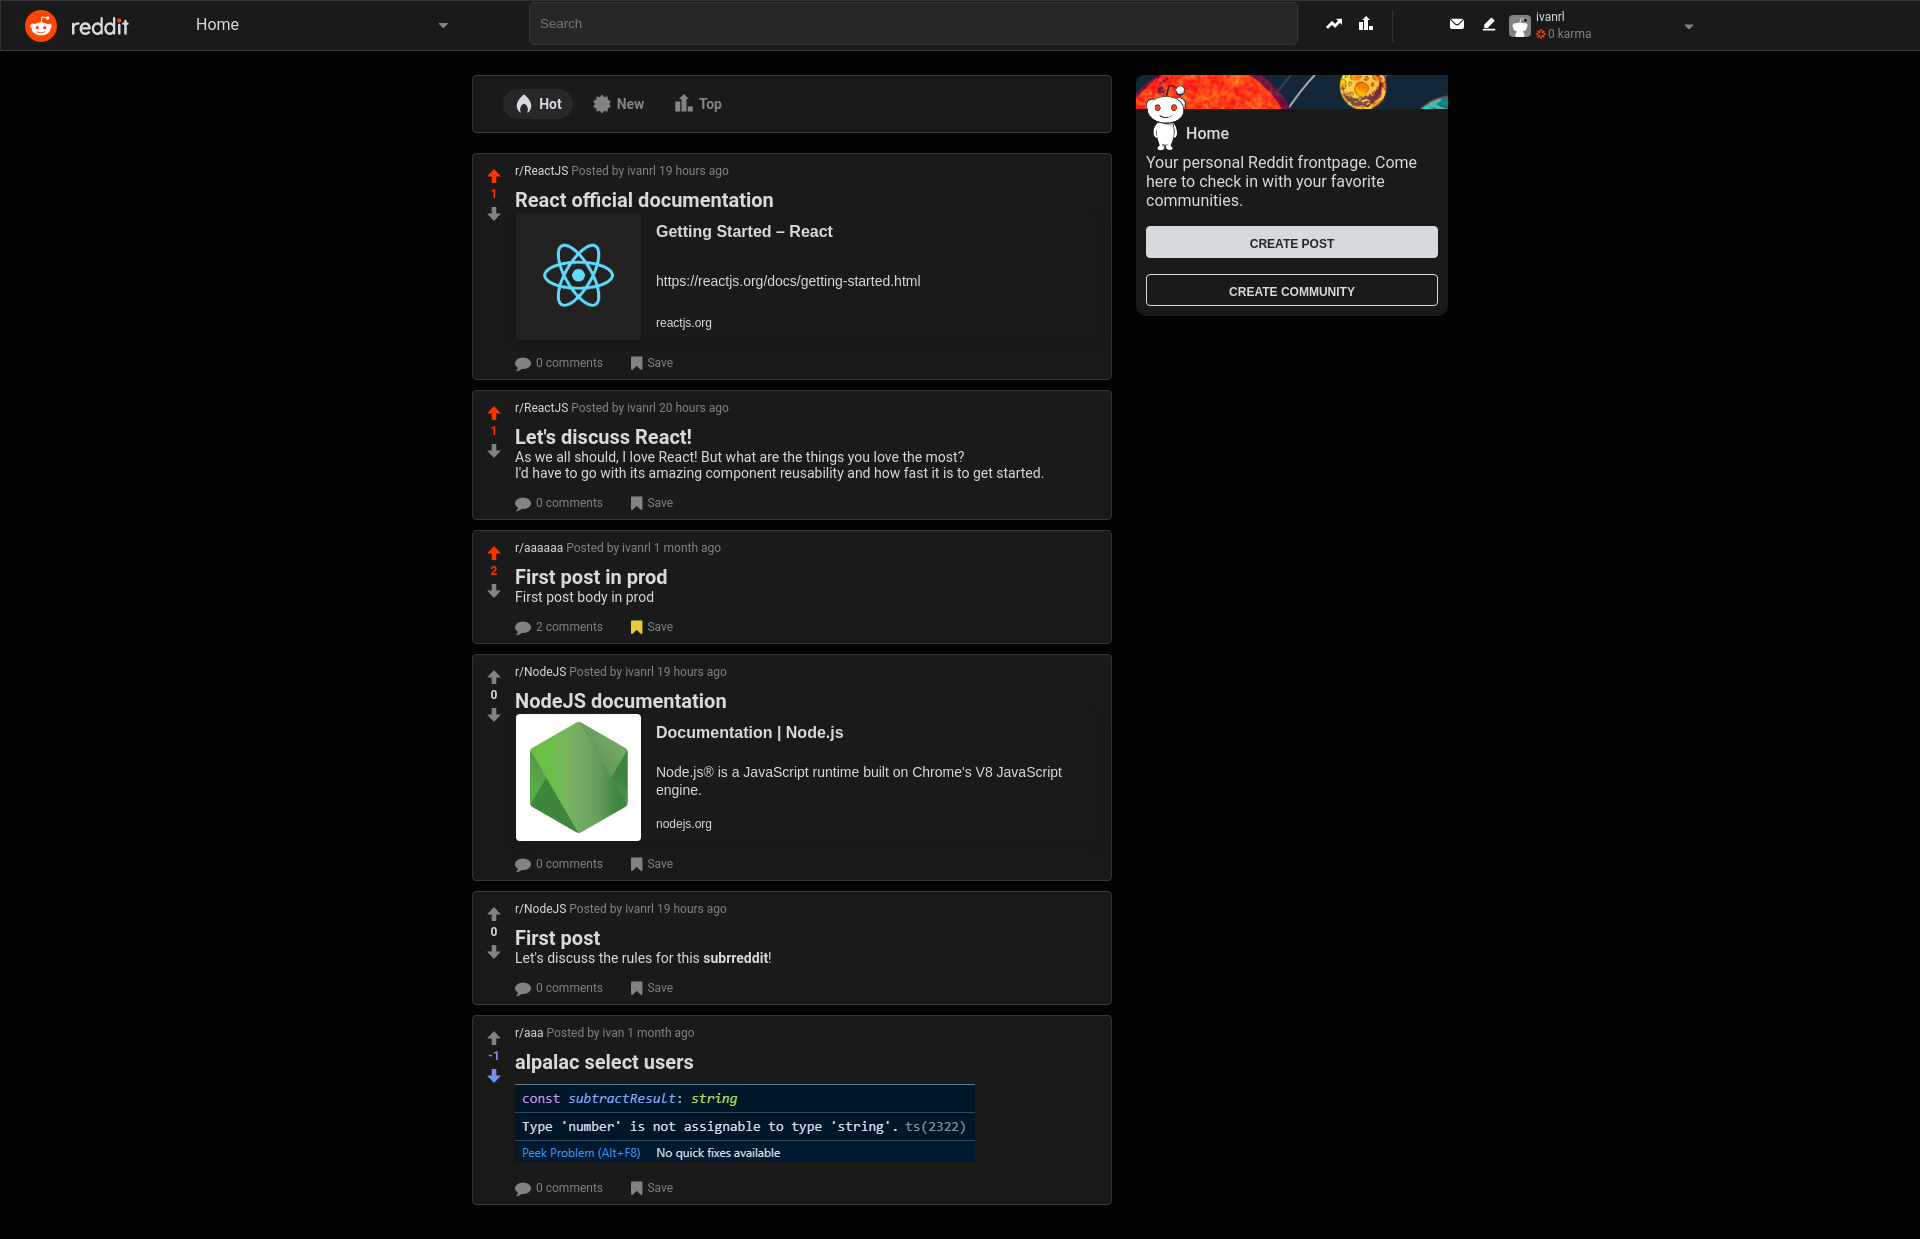 reddit
Home
Search
ivanrl
0 karma
Hot
New
Top
r/ReactJS Posted by ivanrl 19 hours ago
1
React official documentation
Getting Started – React
https://reactjs.org/docs/getting-started.html
reactjs.org
0 comments
Save
r/ReactJS Posted by ivanrl 20 hours ago
1
Let's discuss React!
As we all should, I love React! But what are the things you love the most?
I'd have to go with its amazing component reusability and how fast it is to get started.
0 comments
Save
r/aaaaaa Posted by ivanrl 1 month ago
2
First post in prod
First post body in prod
2 comments
Save
r/NodeJS Posted by ivanrl 19 hours ago
0
NodeJS documentation
Documentation | Node.js
Node.js® is a JavaScript runtime built on Chrome's V8 JavaScript
engine.
nodejs.org
0 comments
Save
r/NodeJS Posted by ivanrl 19 hours ago
0
First post
Let's discuss the rules for this subrreddit!
0 comments
Save
r/aaa Posted by ivan 1 month ago
-1
alpalac select users
const subtractResult: string
Type 'number' is not assignable to type 'string'. ts(2322)
Peek Problem (Alt+F8) No quick fixes available
0 comments
Save
Home
Your personal Reddit frontpage. Come
here to check in with your favorite
communities.
CREATE POST
CREATE COMMUNITY